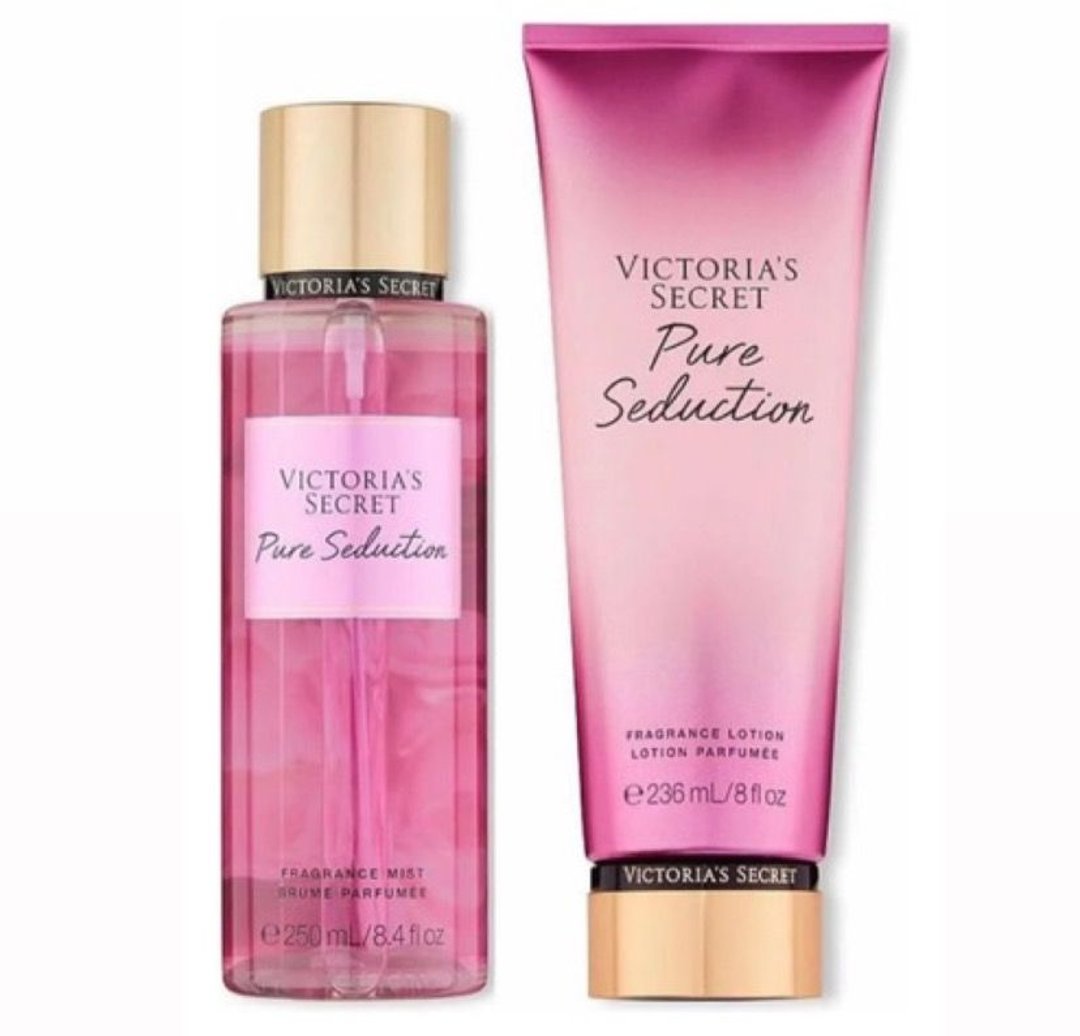 VICTORIA'S SECRET
VICTORIA'S
SECRET
Pure Seduction
FRAGRANCE MIST
BRUME PARFUMÉE
℮250 mL/8.4 fl oz
VICTORIA'S
SECRET
Pure
Seduction
FRAGRANCE LOTION
LOTION PARFUMÉE
℮236 mL/8 fl oz
VICTORIA'S SECRET